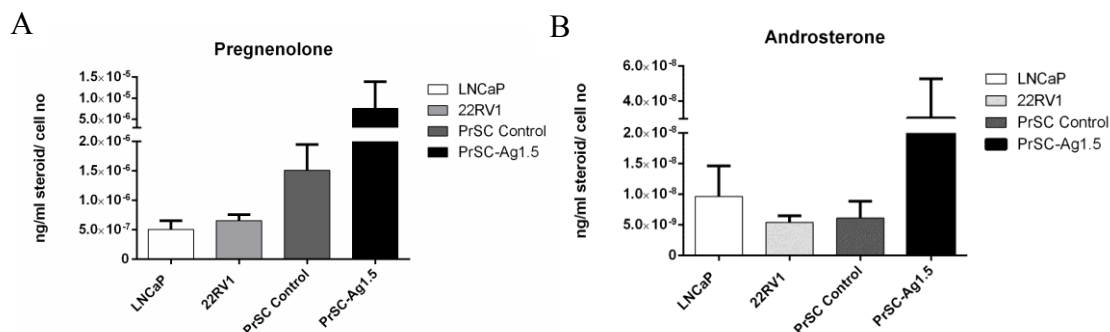 A
Pregnenolone
ng/ml steroid/ cell no
1.5×10⁻⁵
1.0×10⁻⁵
5.0×10⁻⁶
2.0×10⁻⁶
1.5×10⁻⁶
1.0×10⁻⁶
5.0×10⁻⁷
0
LNCaP
22RV1
PrSC Control
PrSC-Ag1.5
LNCaP
22RV1
PrSC Control
PrSC-Ag1.5
B
Androsterone
ng/ml steroid/ cell no
6.0×10⁻⁸
4.0×10⁻⁸
2.0×10⁻⁸
1.5×10⁻⁸
1.0×10⁻⁸
5.0×10⁻⁹
0
LNCaP
22RV1
PrSC Control
PrSC-Ag1.5
LNCaP
22RV1
PrSC Control
PrSC-Ag1.5